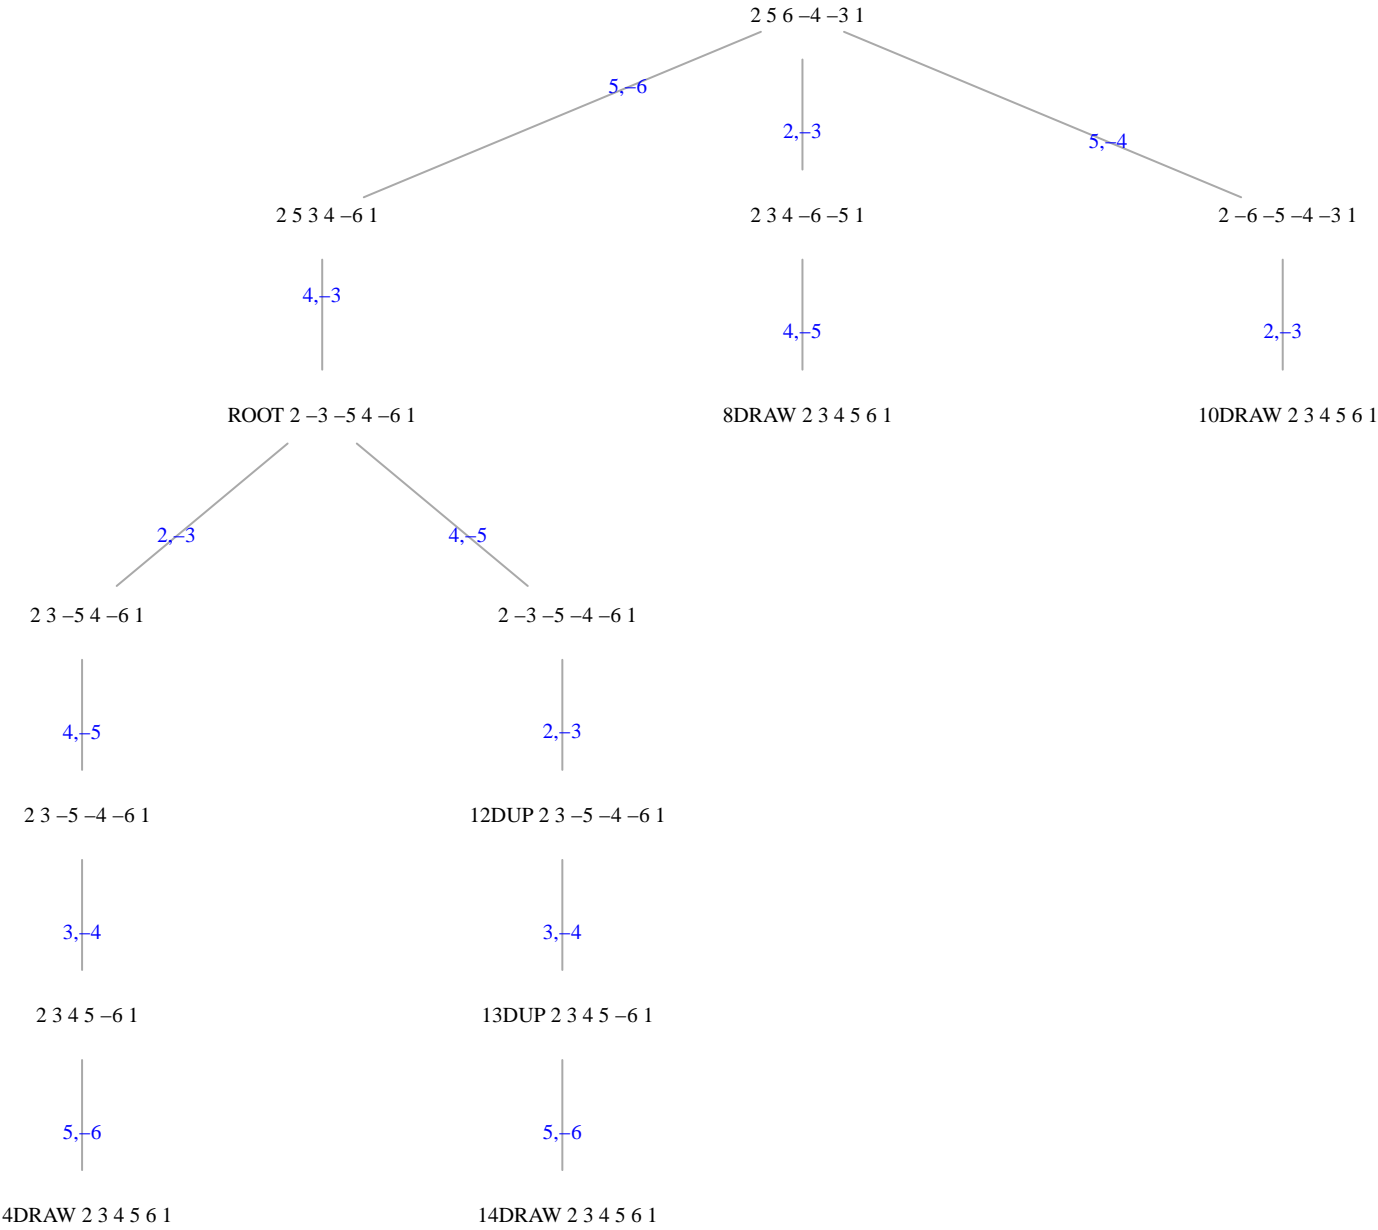 2 5 6 –4 –3 1
5,–6
2,–3
5,–4
2 5 3 4 –6 1
2 3 4 –6 –5 1
2 –6 –5 –4 –3 1
4,–3
4,–5
2,–3
ROOT 2 –3 –5 4 –6 1
8DRAW 2 3 4 5 6 1
10DRAW 2 3 4 5 6 1
2,–3
4,–5
2 3 –5 4 –6 1
2 –3 –5 –4 –6 1
4,–5
2,–3
2 3 –5 –4 –6 1
12DUP 2 3 –5 –4 –6 1
3,–4
3,–4
2 3 4 5 –6 1
13DUP 2 3 4 5 –6 1
5,–6
5,–6
4DRAW 2 3 4 5 6 1
14DRAW 2 3 4 5 6 1